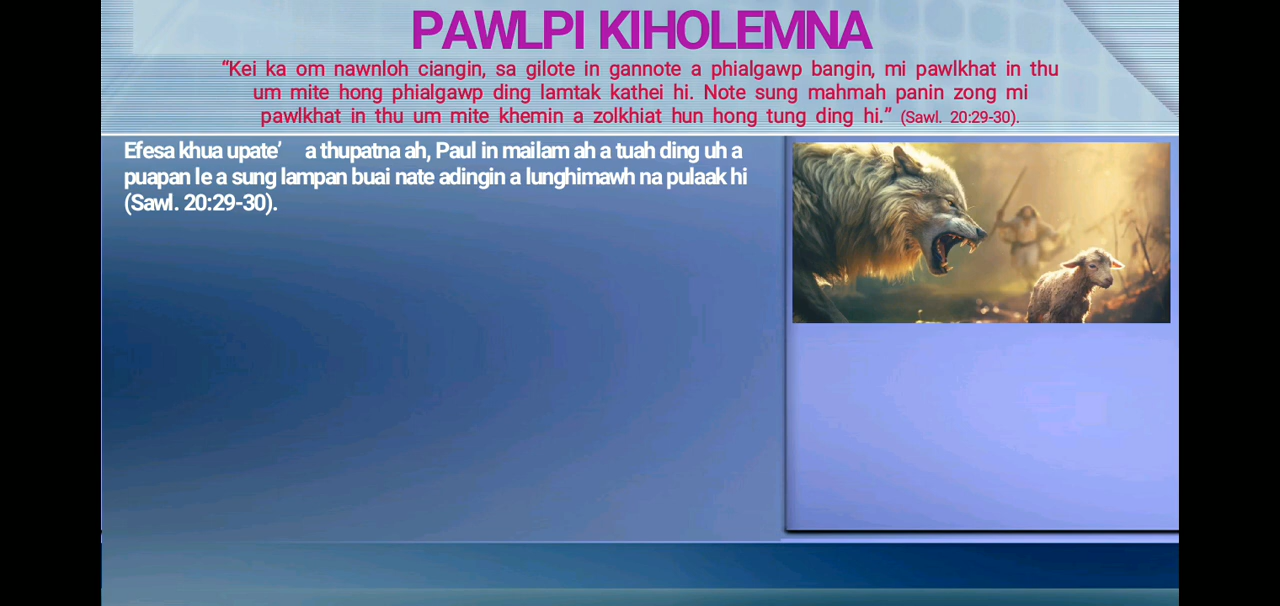 PAWLPI KIHOLEMNA
“Kei ka om nawnloh ciangin, sa gilote in gannote a phialgawp bangin, mi pawlkhat in thu
um mite hong phialgawp ding lamtak kathei hi. Note sung mahmah panin zong mi
pawlkhat in thu um mite khemin a zolkhiat hun hong tung ding hi.” (Sawl. 20:29-30).
Efesa khua upate’ a thupatna ah, Paul in mailam ah a tuah ding uh a
puapan le a sung lampan buai nate adingin a lunghimawh na pulaak hi
(Sawl. 20:29-30).